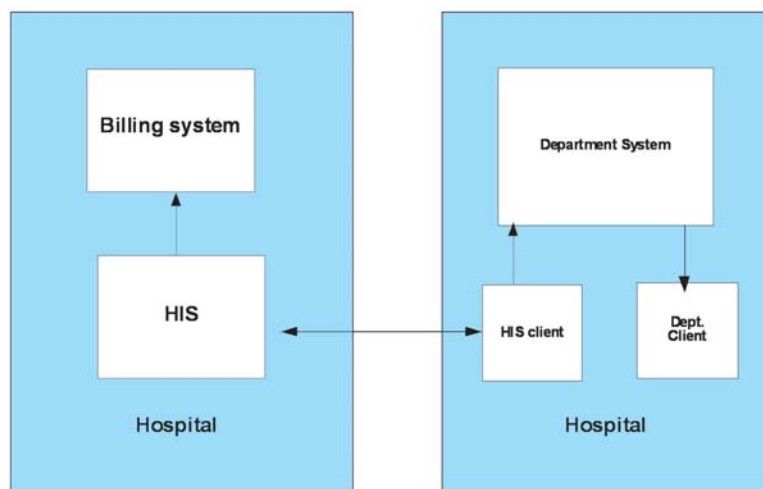 Billing system
HIS
Hospital
Department System
HIS client
Dept.
Client
Hospital